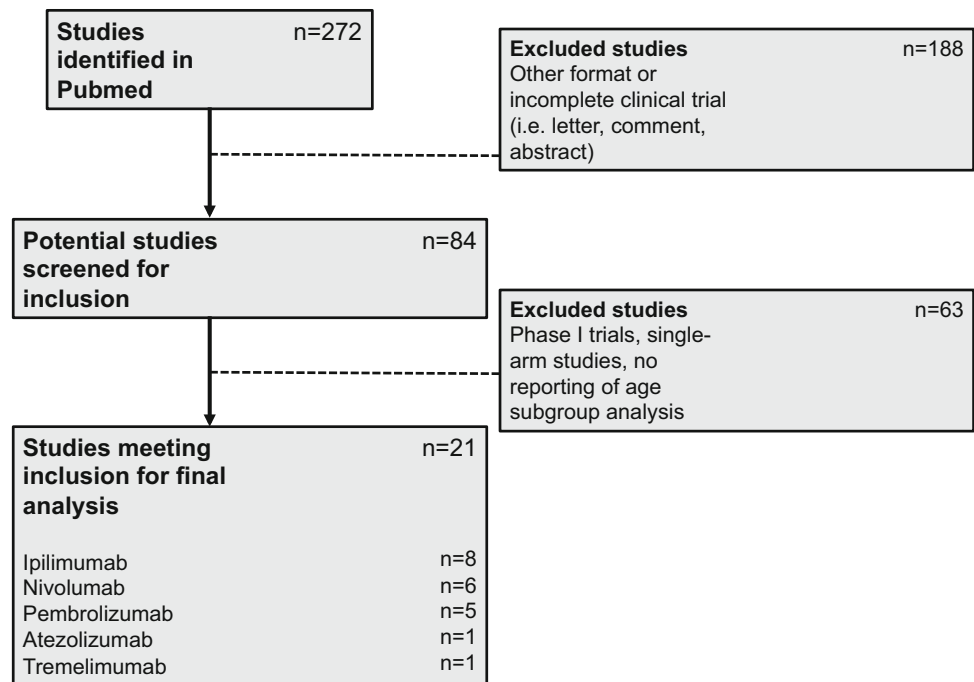 Studies n=272
identified in
Pubmed
Excluded studies n=188
Other format or
incomplete clinical trial
(i.e. letter, comment,
abstract)
Potential studies n=84
screened for
inclusion
Excluded studies n=63
Phase I trials, single-
arm studies, no
reporting of age
subgroup analysis
Studies meeting n=21
inclusion for final
analysis
Ipilimumab n=8
Nivolumab n=6
Pembrolizumab n=5
Atezolizumab n=1
Tremelimumab n=1